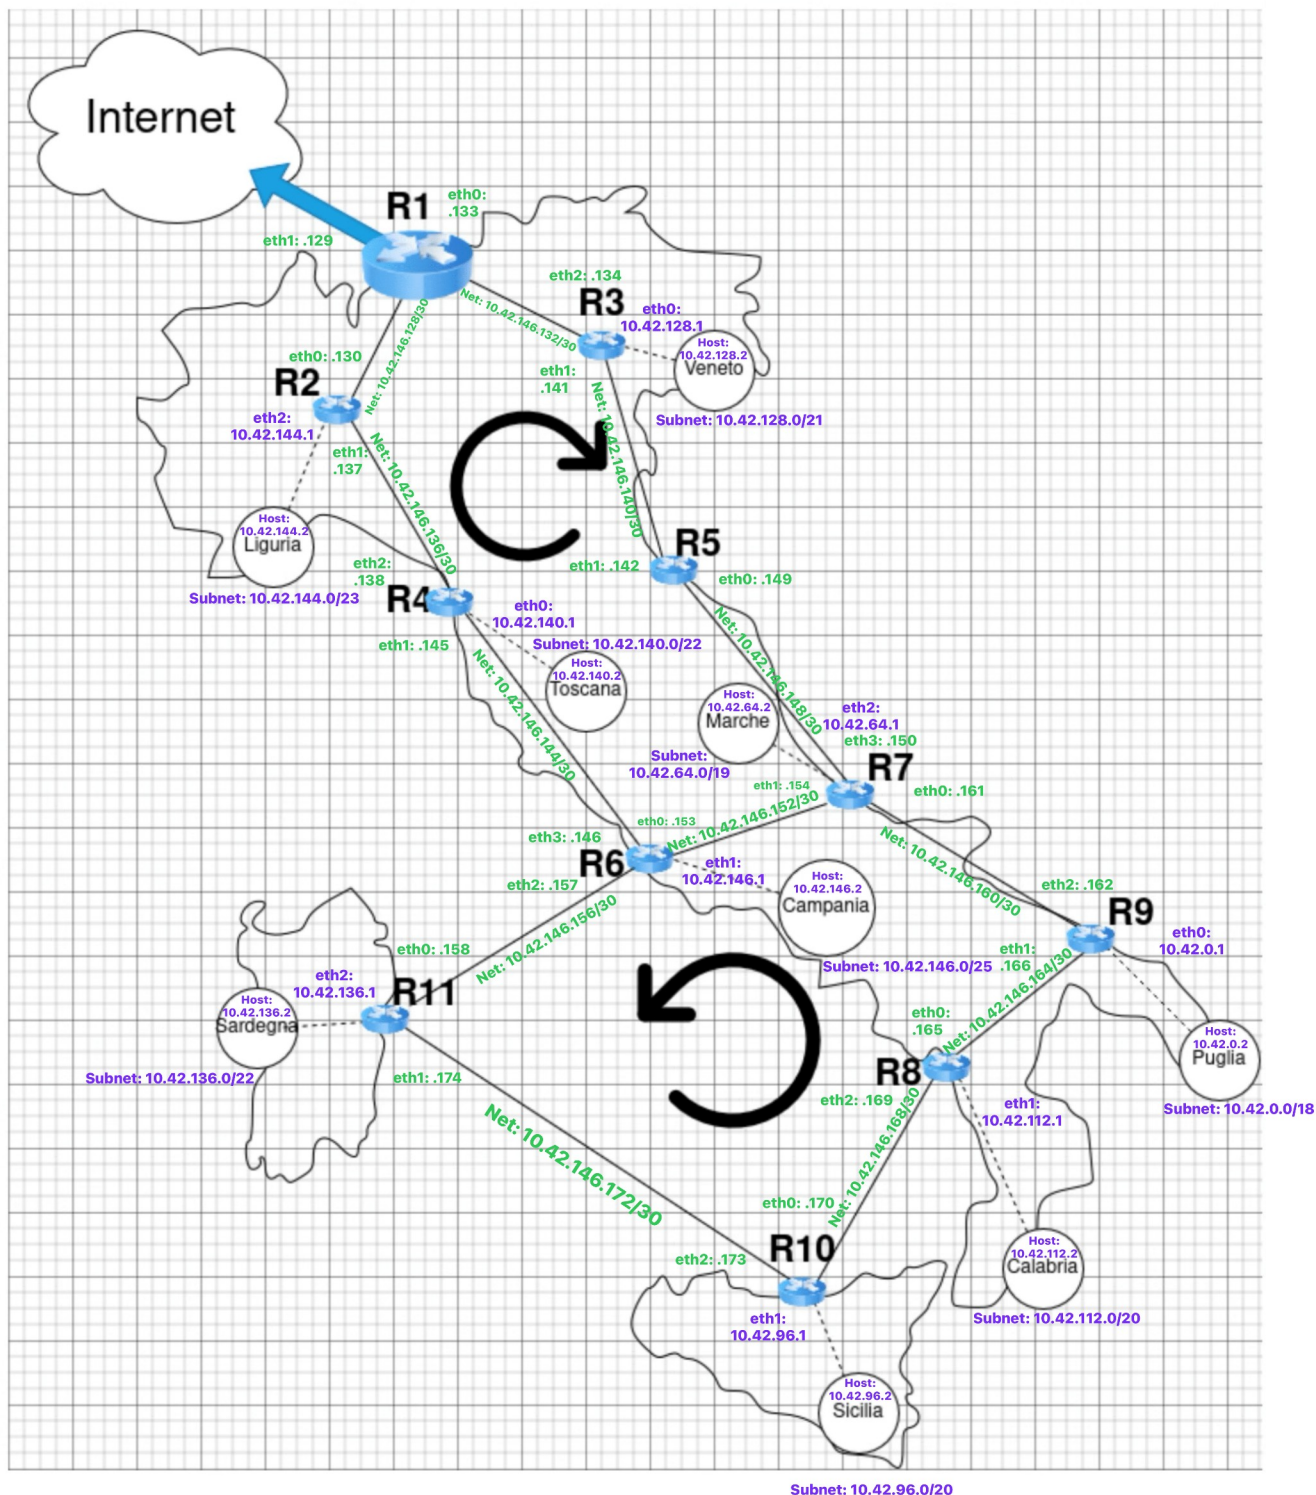 Internet
R1
eth0:
.133
eth1: .129
eth2: .134
R3
eth0:
10.42.128.1
Net: 10.42.146.128/30
Net: 10.42.146.132/30
Host:
10.42.128.2
Veneto
Subnet: 10.42.128.0/21
eth0: .130
R2
eth2:
10.42.144.1
eth1:
.137
eth1:
.141
Net: 10.42.146.136/30
Net: 10.42.146.140/30
Host:
10.42.144.2
Liguria
Subnet: 10.42.144.0/23
eth2:
.138
R4
eth1: .145
eth0:
10.42.140.1
Subnet: 10.42.140.0/22
Host:
10.42.140.2
Toscana
R5
eth1: .142
eth0: .149
Net: 10.42.146.148/30
Net: 10.42.146.144/30
Host:
10.42.64.2
Marche
Subnet:
10.42.64.0/19
eth2:
10.42.64.1
eth3: .150
R7
eth1: .154
eth0: .161
eth0: .153
Net: 10.42.146.152/30
eth3: .146
R6
eth1:
10.42.146.1
eth2: .157
Host:
10.42.146.2
Campania
Subnet: 10.42.146.0/25
Net: 10.42.146.160/30
eth2: .162
R9
eth0:
10.42.0.1
eth1:
.166
Net: 10.42.146.156/30
eth0: .158
eth2:
10.42.136.1
R11
Host:
10.42.136.2
Sardegna
Subnet: 10.42.136.0/22
eth1: .174
Net: 10.42.146.164/30
eth0:
.165
R8
eth2: .169
eth1:
10.42.112.1
Host:
10.42.0.2
Puglia
Subnet: 10.42.0.0/18
Net: 10.42.146.172/30
Net: 10.42.146.168/30
eth0: .170
R10
eth2: .173
eth1:
10.42.96.1
Host:
10.42.112.2
Calabria
Subnet: 10.42.112.0/20
Host:
10.42.96.2
Sicilia
Subnet: 10.42.96.0/20